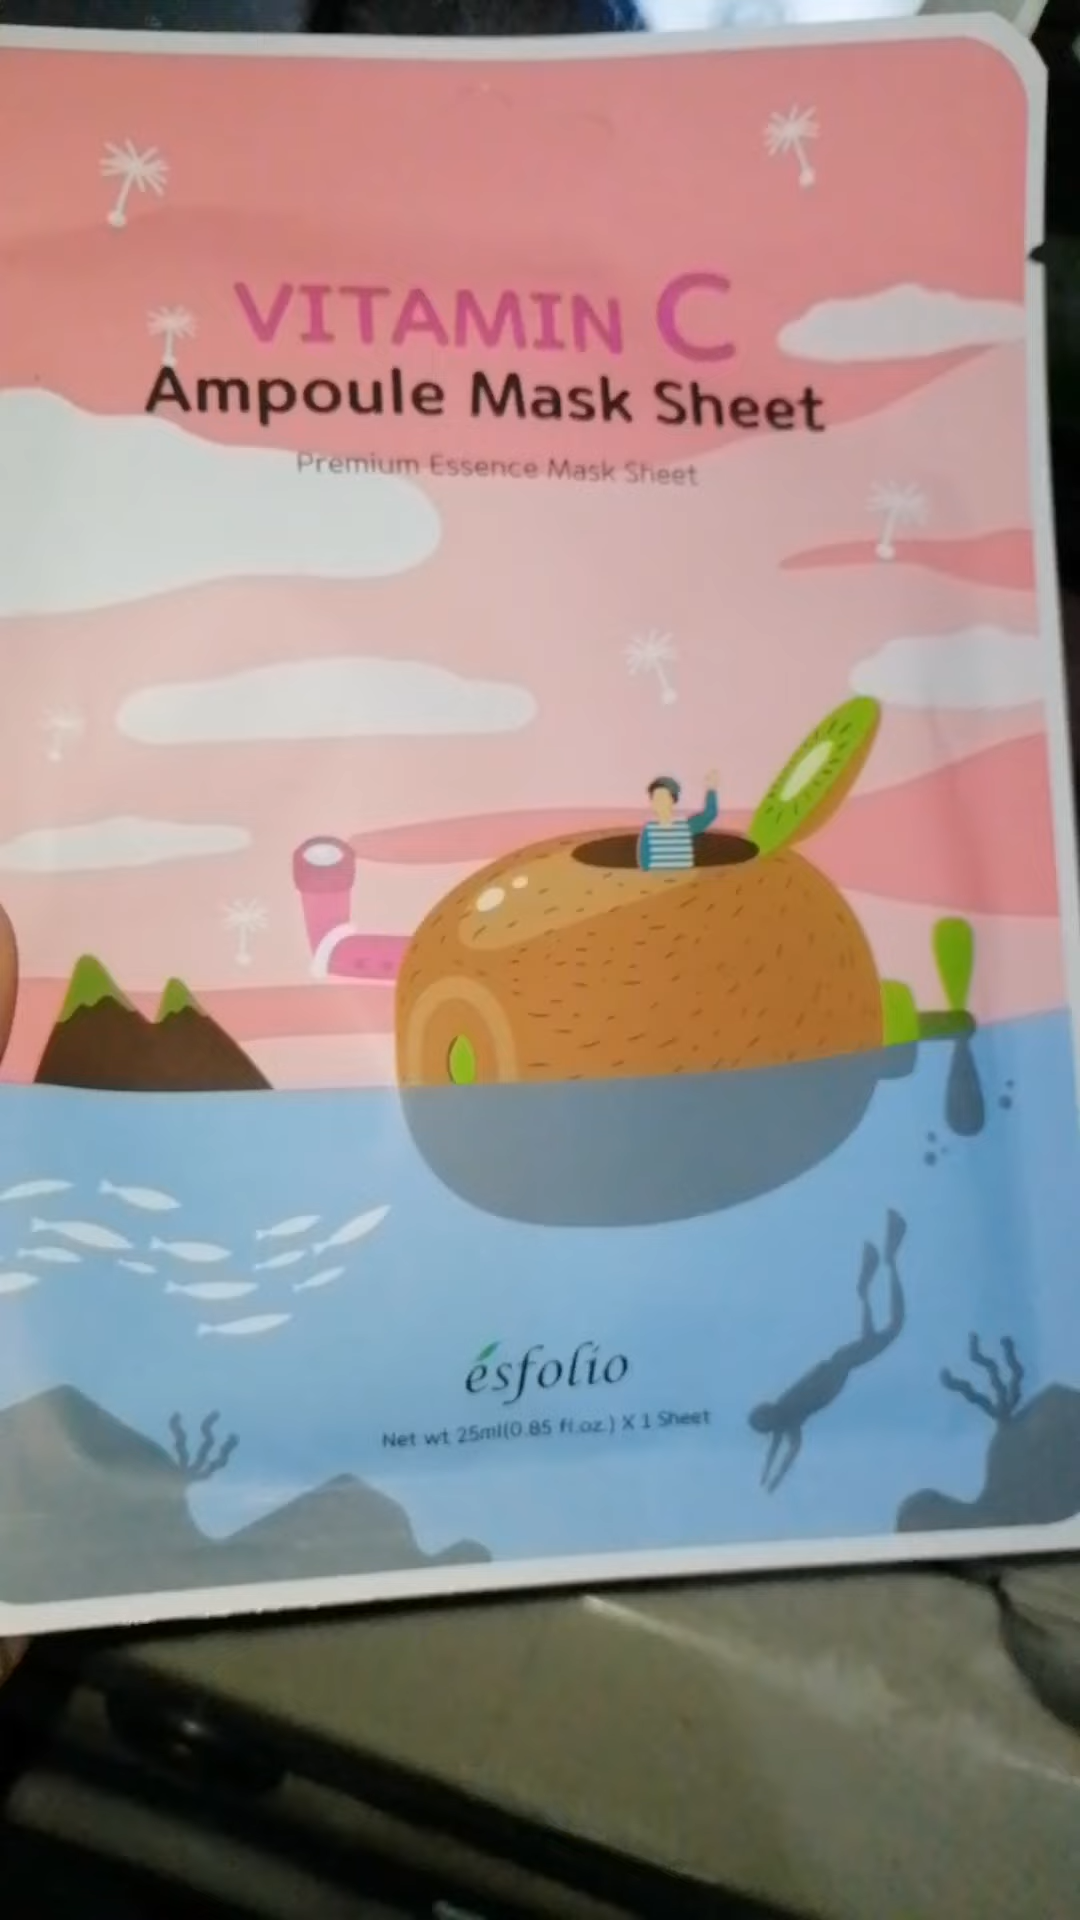 VITAMIN C
Ampoule Mask Sheet
Premium Essence Mask Sheet
ésfolio
Net wt 25ml(0.85 fl.oz.) X 1 Sheet